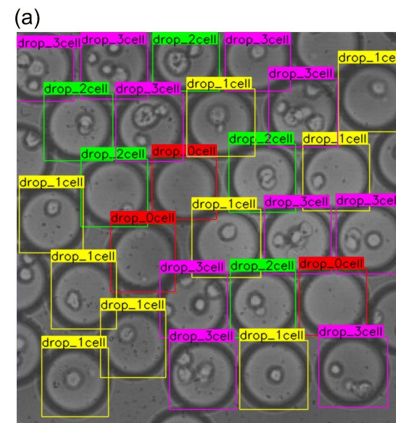 (a)
drop_3cell drop_3cell drop_2cell drop_3cell
drop_1ce
drop_2cell drop_3cell drop_1cell drop_3cell
drop_2cell drop_0cell drop_2cell drop_1cell
drop_1cell drop_0cell drop_1cell drop_3cell drop_3cel
drop_1cell drop_3cell drop_2cell drop_0cell
drop_1cell
drop_1cell drop_3cell drop_1cell drop_3cell